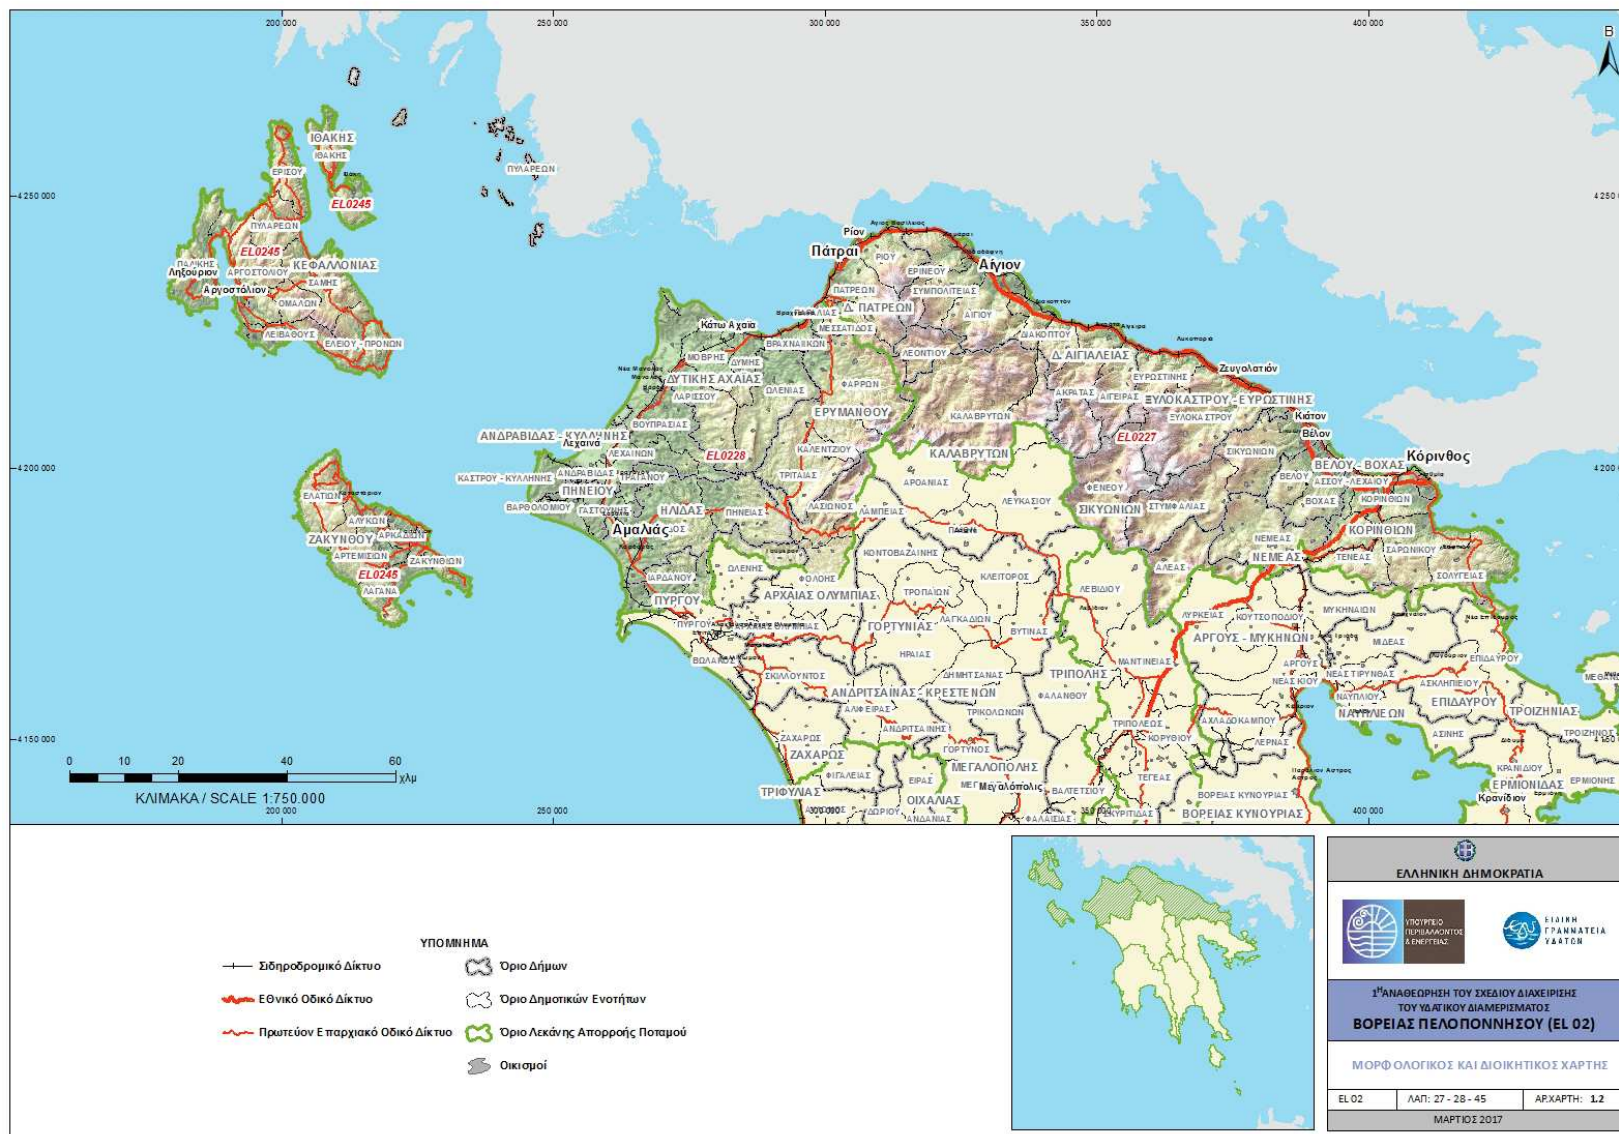 200 000
250 000
300 000
350 000
400 000
Β
ΙΘΑΚΗΣ
ΙΘΑΚΗΣ
ΕΡΙΣΟΥ
ΠΥΛΑΡΕΩΝ
4 250 000
EL0245
ΠΥΛΑΡΕΩΝ
EL0245
ΚΕΦΑΛΛΟΝΙΑΣ
ΠΑΛΙΚΗΣ
Ληξούριον
ΑΡΓΟΣΤΟΛΙΟΥ
ΣΑΜΗΣ
Αργοστόλιον
ΟΜΑΛΩΝ
ΛΕΙΒΑΘΟΥΣ
ΕΛΕΙΟΥ - ΠΡΟΝΩΝ
Ρίον
Πάτραι
ΡΙΟΥ
ΕΡΙΝΕΟΥ
Αίγιον
ΠΑΤΡΕΩΝ
ΣΥΜΠΟΛΙΤΕΙΑΣ
Δ. ΠΑΤΡΕΩΝ
ΑΙΓΙΟΥ
Κάτω Αχαΐα
ΜΕΣΣΑΤΙΔΟΣ
ΒΡΑΧΝΑΙΙΚΩΝ
ΛΕΟΝΤΙΟΥ
ΔΙΑΚΟΠΤΟΥ
Δ. ΑΙΓΙΑΛΕΙΑΣ
ΜΟΒΡΗΣ
ΔΥΜΗΣ
ΔΥΤΙΚΗΣ ΑΧΑΪΑΣ
ΩΛΕΝΙΑΣ
ΦΑΡΡΩΝ
ΛΑΡΙΣΣΟΥ
ΑΚΡΑΤΑΣ
ΑΙΓΕΙΡΑΣ
ΕΥΡΩΣΤΙΝΗΣ
Ζευγολατιόν
ΞΥΛΟΚΑΣΤΡΟΥ - ΕΥΡΩΣΤΙΝΗΣ
ΞΥΛΟΚΑΣΤΡΟΥ
Κιάτον
ΒΟΥΠΡΑΣΙΑΣ
ΕΡΥΜΑΝΘΟΥ
ΚΑΛΑΒΡΥΤΩΝ
EL0227
Βέλον
ΑΝΔΡΑΒΙΔΑΣ - ΚΥΛΛΗΝΗΣ
Λεχαινά
ΛΕΧΑΙΝΩΝ
EL0228
ΚΑΛΕΝΤΖΙΟΥ
ΚΑΛΑΒΡΥΤΩΝ
ΣΙΚΥΩΝΙΩΝ
Κόρινθος
4 200 000
ΚΑΣΤΡΟΥ - ΚΥΛΛΗΝΗΣ
ΑΝΔΡΑΒΙΔΑΣ
ΤΡΑΓΑΝΟΥ
ΤΡΙΤΑΙΑΣ
ΑΡΟΑΝΙΑΣ
ΒΕΛΟΥ - ΒΟΧΑΣ
ΒΕΛΟΥ
ΑΣΣΟΥ - ΛΕΧΑΙΟΥ
ΠΗΝΕΙΟΥ
ΒΑΡΘΟΛΟΜΙΟΥ
ΓΑΣΤΟΥΝΗΣ
ΗΛΙΔΑΣ
ΠΗΝΕΙΑΣ
ΛΑΣΙΩΝΟΣ
ΛΑΜΠΕΙΑΣ
ΛΕΥΚΑΣΙΟΥ
ΦΕΝΕΟΥ
ΣΙΚΥΩΝΙΩΝ
ΣΤΥΜΦΑΛΙΑΣ
ΒΟΧΑΣ
ΚΟΡΙΝΘΙΩΝ
ΚΟΡΙΝΘΙΩΝ
Αμαλιάς
ΕΛΑΤΙΩΝ
ΑΛΥΚΩΝ
ΖΑΚΥΝΘΟΥ
ΑΡΚΑΔΙΩΝ
ΑΡΤΕΜΙΣΙΩΝ
ΖΑΚΥΝΘΙΩΝ
EL0245
ΛΑΓΑΝΑ
ΚΟΝΤΟΒΑΖΑΙΝΗΣ
ΝΕΜΕΑΣ
ΝΕΜΕΑΣ
ΤΕΝΕΑΣ
ΣΑΡΩΝΙΚΟΥ
ΣΟΛΥΓΕΙΑΣ
ΙΑΡΔΑΝΟΥ
ΩΛΕΝΗΣ
ΦΟΛΟΗΣ
ΚΛΕΙΤΟΡΟΣ
ΑΛΕΑΣ
ΠΥΡΓΟΥ
ΑΡΧΑΙΑΣ ΟΛΥΜΠΙΑΣ
ΤΡΟΠΑΙΩΝ
ΛΕΒΙΔΙΟΥ
ΠΥΡΓΟΥ
ΑΡΧΑΙΑΣ ΟΛΥΜΠΙΑΣ
ΓΟΡΤΥΝΙΑΣ
ΛΑΓΚΑΔΙΩΝ
ΒΥΤΙΝΑΣ
ΛΥΡΚΕΙΑΣ
ΚΟΥΤΣΟΠΟΔΙΟΥ
ΜΥΚΗΝΑΙΩΝ
ΑΡΓΟΥΣ - ΜΥΚΗΝΩΝ
ΜΙΔΕΑΣ
ΒΩΛΑΚΟΣ
ΗΡΑΙΑΣ
ΣΚΙΛΛΟΥΝΤΟΣ
ΔΗΜΗΤΣΑΝΑΣ
ΤΡΙΠΟΛΗΣ
ΜΑΝΤΙΝΕΙΑΣ
ΑΡΓΟΥΣ
ΝΕΑΣ ΚΙΟΥ
ΝΕΑΣ ΤΙΡΥΝΘΑΣ
ΕΠΙΔΑΥΡΟΥ
ΑΣΚΛΗΠΙΕΙΟΥ
ΑΝΔΡΙΤΣΑΙΝΑΣ - ΚΡΕΣΤΕΝΩΝ
ΦΑΛΑΝΘΟΥ
ΝΑΥΠΛΙΟΥ
ΝΑΥΠΛΙΕΩΝ
ΕΠΙΔΑΥΡΟΥ
ΤΡΟΙΖΗΝΙΑΣ
ΑΛΙΦΕΙΡΑΣ
ΤΡΙΚΟΛΩΝΩΝ
ΑΝΔΡΙΤΣΑΙΝΗΣ
ΤΡΙΠΟΛΕΩΣ
ΑΧΛΑΔΟΚΑΜΠΟΥ
ΑΣΙΝΗΣ
ΤΡΟΙΖΗΝΟΣ
4 150 000
ΖΑΧΑΡΩΣ
ΖΑΧΑΡΩΣ
ΓΟΡΤΥΝΟΣ
ΚΟΡΥΘΙΟΥ
ΛΕΡΝΑΣ
ΜΕΓΑΛΟΠΟΛΗΣ
Μεγαλόπολις
ΦΙΓΑΛΕΙΑΣ
ΕΙΡΑΣ
ΤΕΓΕΑΣ
ΚΡΑΝΙΔΙΟΥ
ΕΡΜΙΟΝΗΣ
ΕΡΜΙΟΝΙΔΑΣ
Κρανίδιον
ΤΡΙΦΥΛΙΑΣ
ΟΙΧΑΛΙΑΣ
ΒΑΛΤΕΤΣΙΟΥ
ΒΟΡΕΙΑΣ ΚΥΝΟΥΡΙΑΣ
ΒΟΡΕΙΑΣ ΚΥΝΟΥΡΙΑΣ
ΔΩΡΙΟΥ
ΑΝΔΑΝΙΑΣ
ΦΑΛΑΙΣΙΑΣ
ΣΚΥΡΙΤΙΔΑΣ
0 10 20 40 60 χλμ
ΚΛΙΜΑΚΑ / SCALE 1:750.000
200 000
250 000
400 000
ΥΠΟΜΝΗΜΑ
Σιδηροδρομικό Δίκτυο
Εθνικό Οδικό Δίκτυο
Πρωτεύον Επαρχιακό Οδικό Δίκτυο
Όριο Δήμων
Όριο Δημοτικών Ενοτήτων
Όριο Λεκάνης Απορροής Ποταμού
Οικισμοί
ΕΛΛΗΝΙΚΗ ΔΗΜΟΚΡΑΤΙΑ
ΥΠΟΥΡΓΕΙΟ
ΠΕΡΙΒΑΛΛΟΝΤΟΣ
& ΕΝΕΡΓΕΙΑΣ
ΕΙΔΙΚΗ
ΓΡΑΜΜΑΤΕΙΑ
ΥΔΑΤΩΝ
1Η ΑΝΑΘΕΩΡΗΣΗ ΤΟΥ ΣΧΕΔΙΟΥ ΔΙΑΧΕΙΡΙΣΗΣ
ΤΟΥ ΥΔΑΤΙΚΟΥ ΔΙΑΜΕΡΙΣΜΑΤΟΣ
ΒΟΡΕΙΑΣ ΠΕΛΟΠΟΝΝΗΣΟΥ (EL 02)
ΜΟΡΦΟΛΟΓΙΚΟΣ ΚΑΙ ΔΙΟΙΚΗΤΙΚΟΣ ΧΑΡΤΗΣ
EL 02
ΛΑΠ: 27 - 28 - 45
ΑΡ.ΧΑΡΤΗ: 1.2
ΜΑΡΤΙΟΣ 2017